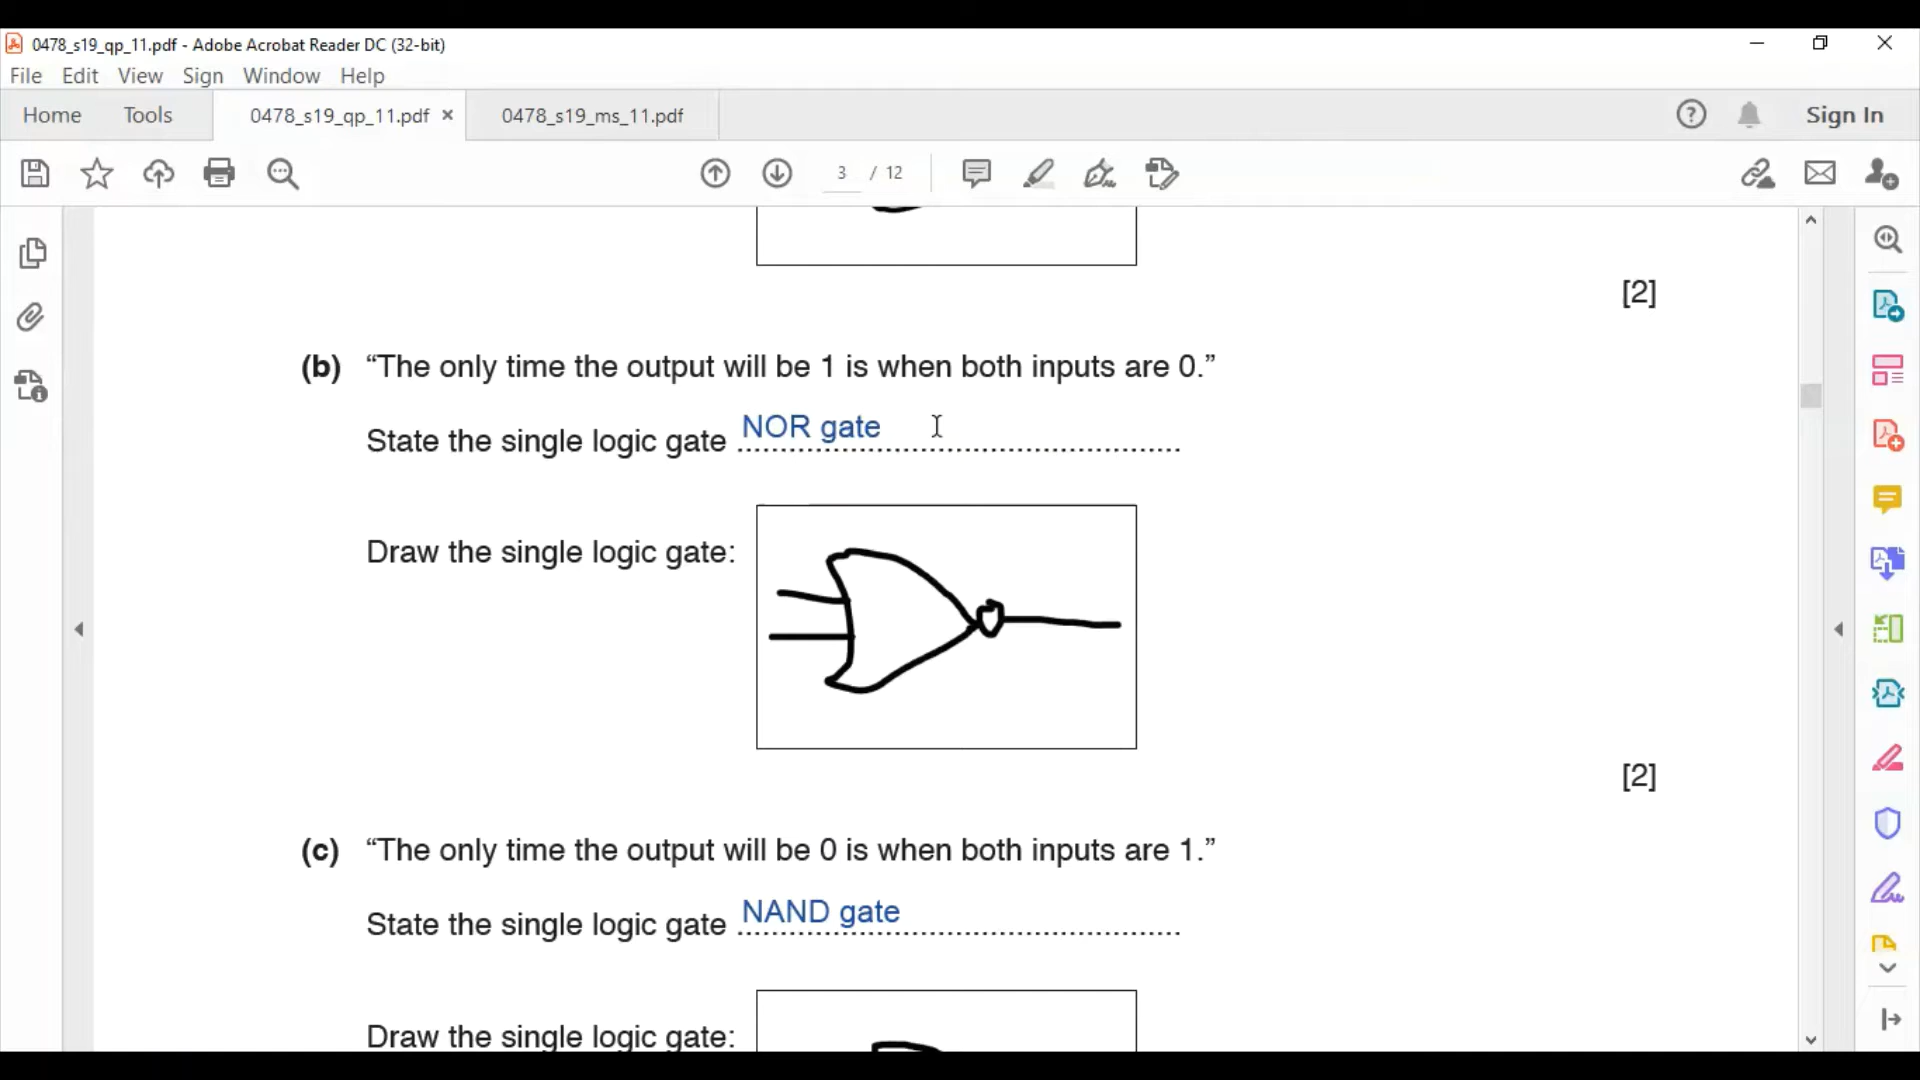 0478_s19_qp_11.pdf - Adobe Acrobat Reader DC (32-bit)
File Edit View Sign Window Help
Home Tools 0478_s19_qp_11.pdf × 0478_s19_ms_11.pdf Sign In
3 / 12
[2]
(b) “The only time the output will be 1 is when both inputs are 0.”
State the single logic gate NOR gate
Draw the single logic gate:
[2]
(c) “The only time the output will be 0 is when both inputs are 1.”
State the single logic gate NAND gate
Draw the single logic gate: